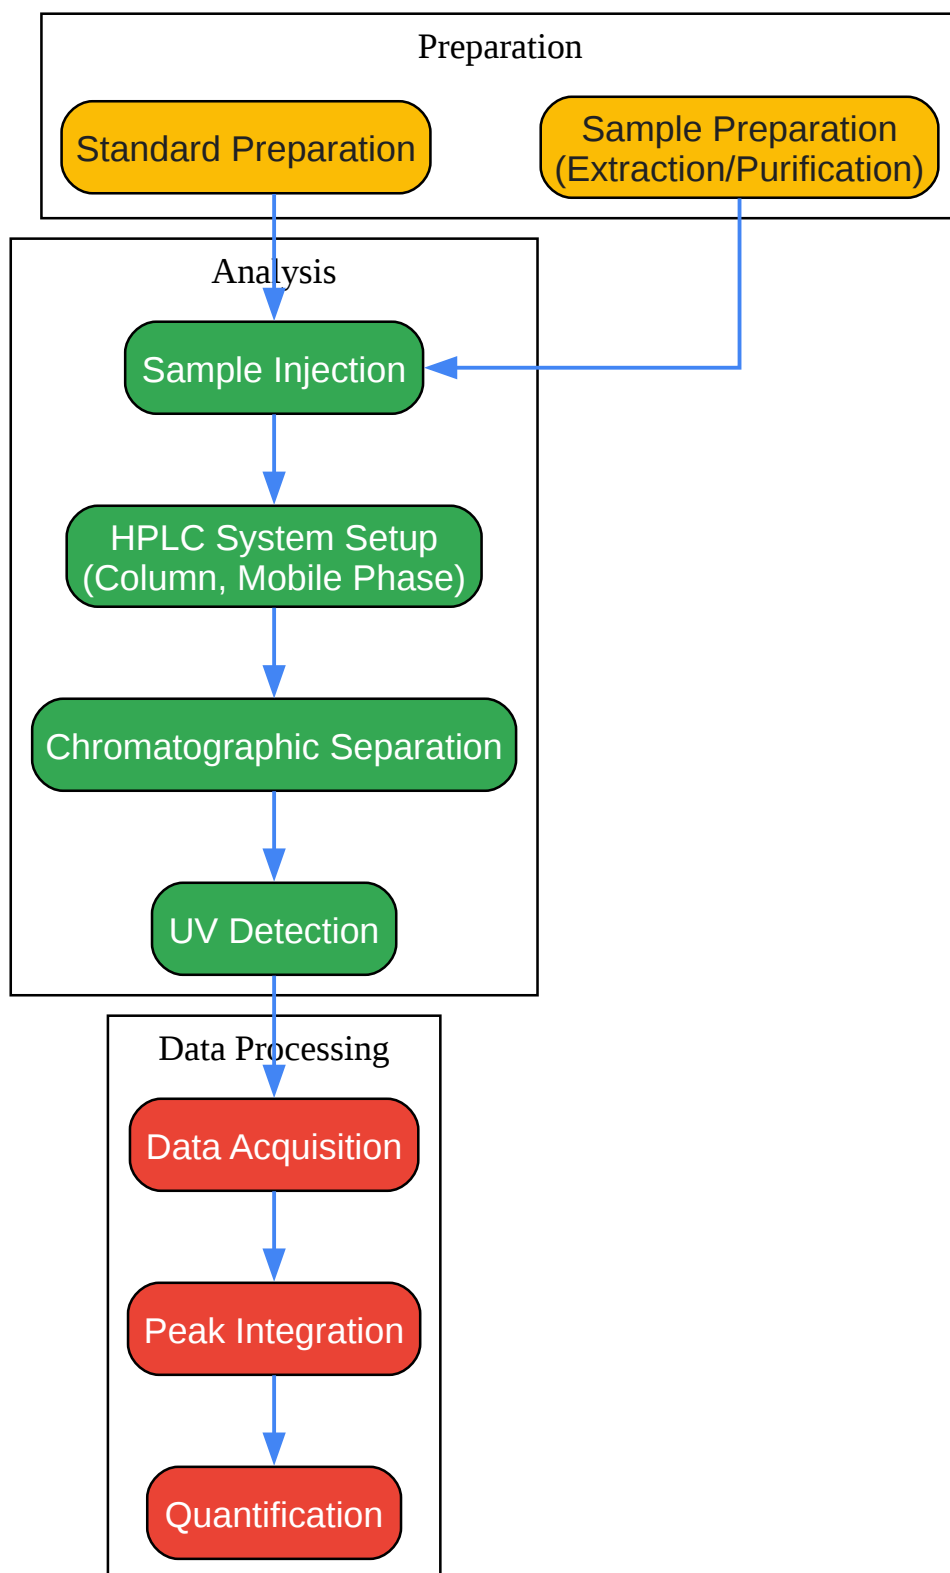 Preparation
Standard Preparation
Sample Preparation
(Extraction/Purification)
Analysis
Sample Injection
HPLC System Setup
(Column, Mobile Phase)
Chromatographic Separation
UV Detection
Data Processing
Data Acquisition
Peak Integration
Quantification